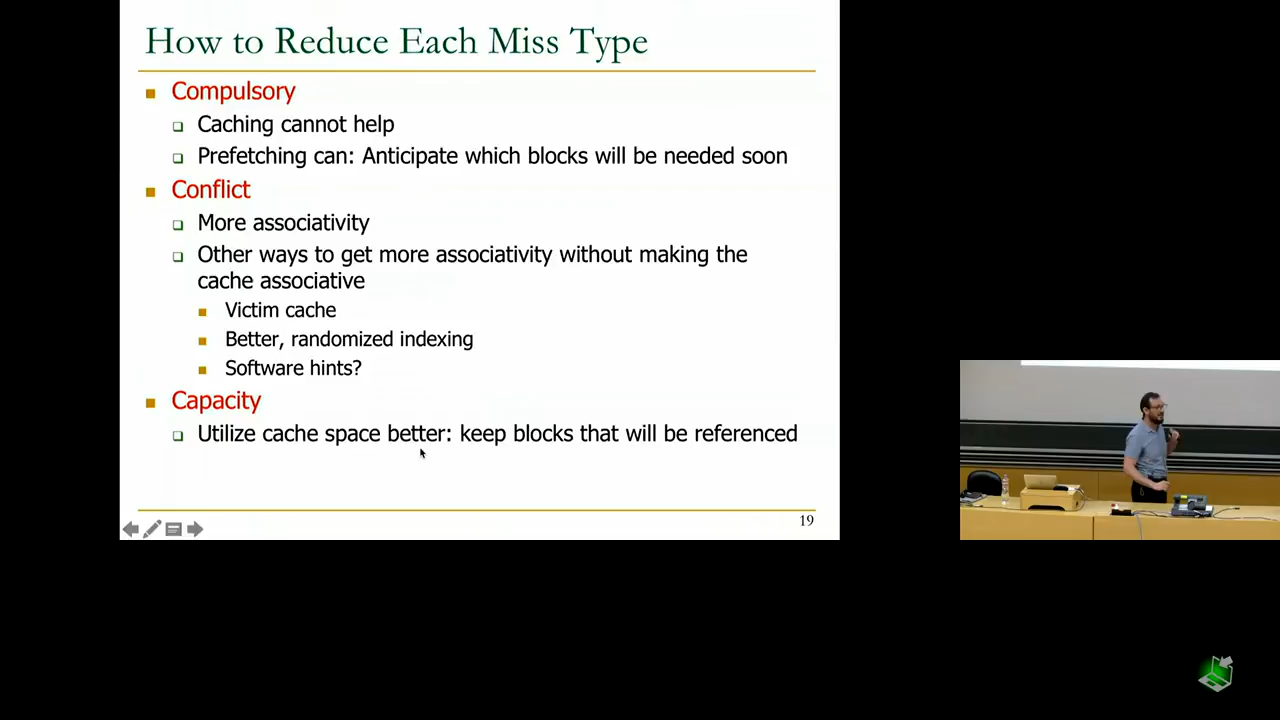 How to Reduce Each Miss Type
Compulsory
Caching cannot help
Prefetching can: Anticipate which blocks will be needed soon
Conflict
More associativity
Other ways to get more associativity without making the
cache associative
Victim cache
Better, randomized indexing
Software hints?
Capacity
Utilize cache space better: keep blocks that will be referenced
19